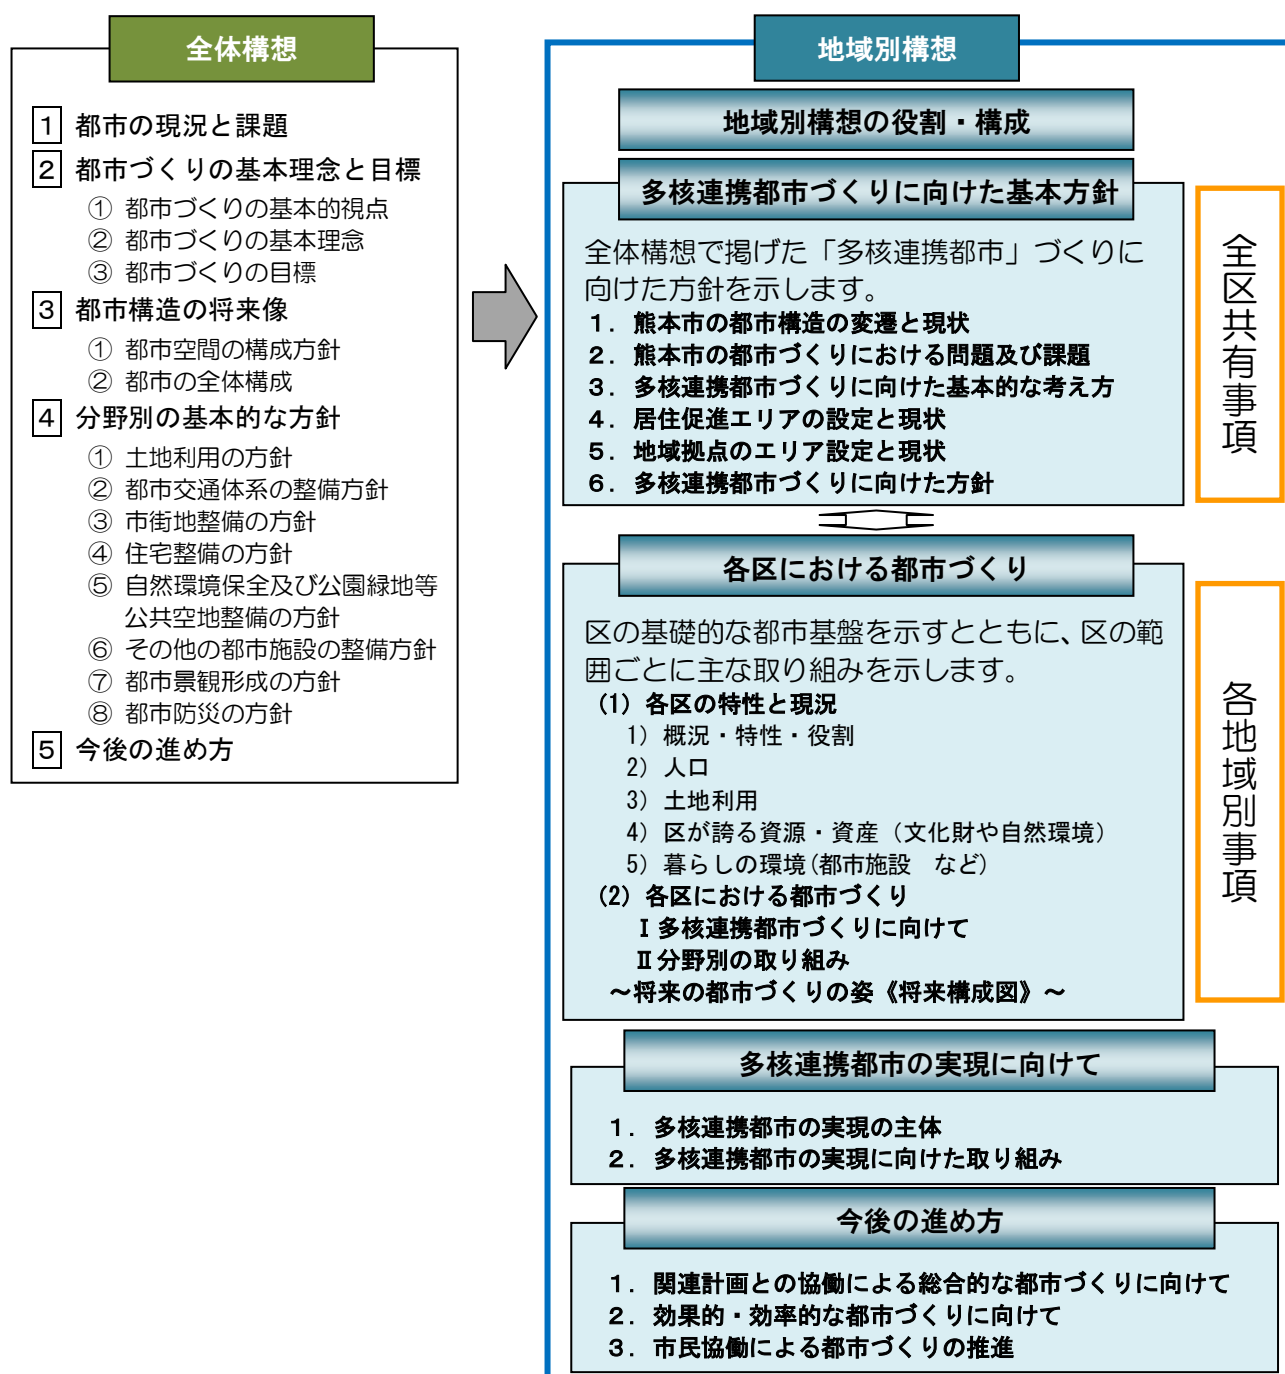 全体構想
1 都市の現況と課題
2 都市づくりの基本理念と目標
① 都市づくりの基本的視点
② 都市づくりの基本理念
③ 都市づくりの目標
3 都市構造の将来像
① 都市空間の構成方針
② 都市の全体構成
4 分野別の基本的な方針
① 土地利用の方針
② 都市交通体系の整備方針
③ 市街地整備の方針
④ 住宅整備の方針
⑤ 自然環境保全及び公園緑地等
公共空地整備の方針
⑥ その他の都市施設の整備方針
⑦ 都市景観形成の方針
⑧ 都市防災の方針
5 今後の進め方
地域別構想
地域別構想の役割・構成
多核連携都市づくりに向けた基本方針
全体構想で掲げた「多核連携都市」づくりに
向けた方針を示します。
1. 熊本市の都市構造の変遷と現状
2. 熊本市の都市づくりにおける問題及び課題
3. 多核連携都市づくりに向けた基本的な考え方
4. 居住促進エリアの設定と現状
5. 地域拠点のエリア設定と現状
6. 多核連携都市づくりに向けた方針
全区共有事項
各区における都市づくり
区の基礎的な都市基盤を示すとともに、区の範
囲ごとに主な取り組みを示します。
(1) 各区の特性と現況
1) 概況・特性・役割
2) 人口
3) 土地利用
4) 区が誇る資源・資産（文化財や自然環境）
5) 暮らしの環境(都市施設　など)
(2) 各区における都市づくり
Ⅰ 多核連携都市づくりに向けて
Ⅱ 分野別の取り組み
～将来の都市づくりの姿《将来構成図》～
各地域別事項
多核連携都市の実現に向けて
1. 多核連携都市の実現の主体
2. 多核連携都市の実現に向けた取り組み
今後の進め方
1. 関連計画との協働による総合的な都市づくりに向けて
2. 効果的・効率的な都市づくりに向けて
3. 市民協働による都市づくりの推進